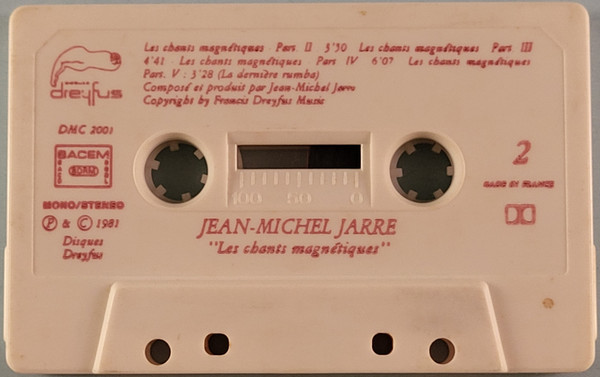 Les chants magnétiques Part. II 3'30 Les chants magnétiques Part. III
4'41 Les chants magnétiques Part IV 6'07 Les chants magnétiques
Part. V : 3'28 (La dernière rumba)
Composé et produit par Jean-Michel Jarre
Copyright by Francis Dreyfus Music
dreyfus
DMC 2001
SACEM
SDRM
2
MADE IN FRANCE
MONO/STEREO
Ⓟ & © 1981
Disques
Dreyfus
100 50 0
JEAN-MICHEL JARRE
"Les chants magnétiques"